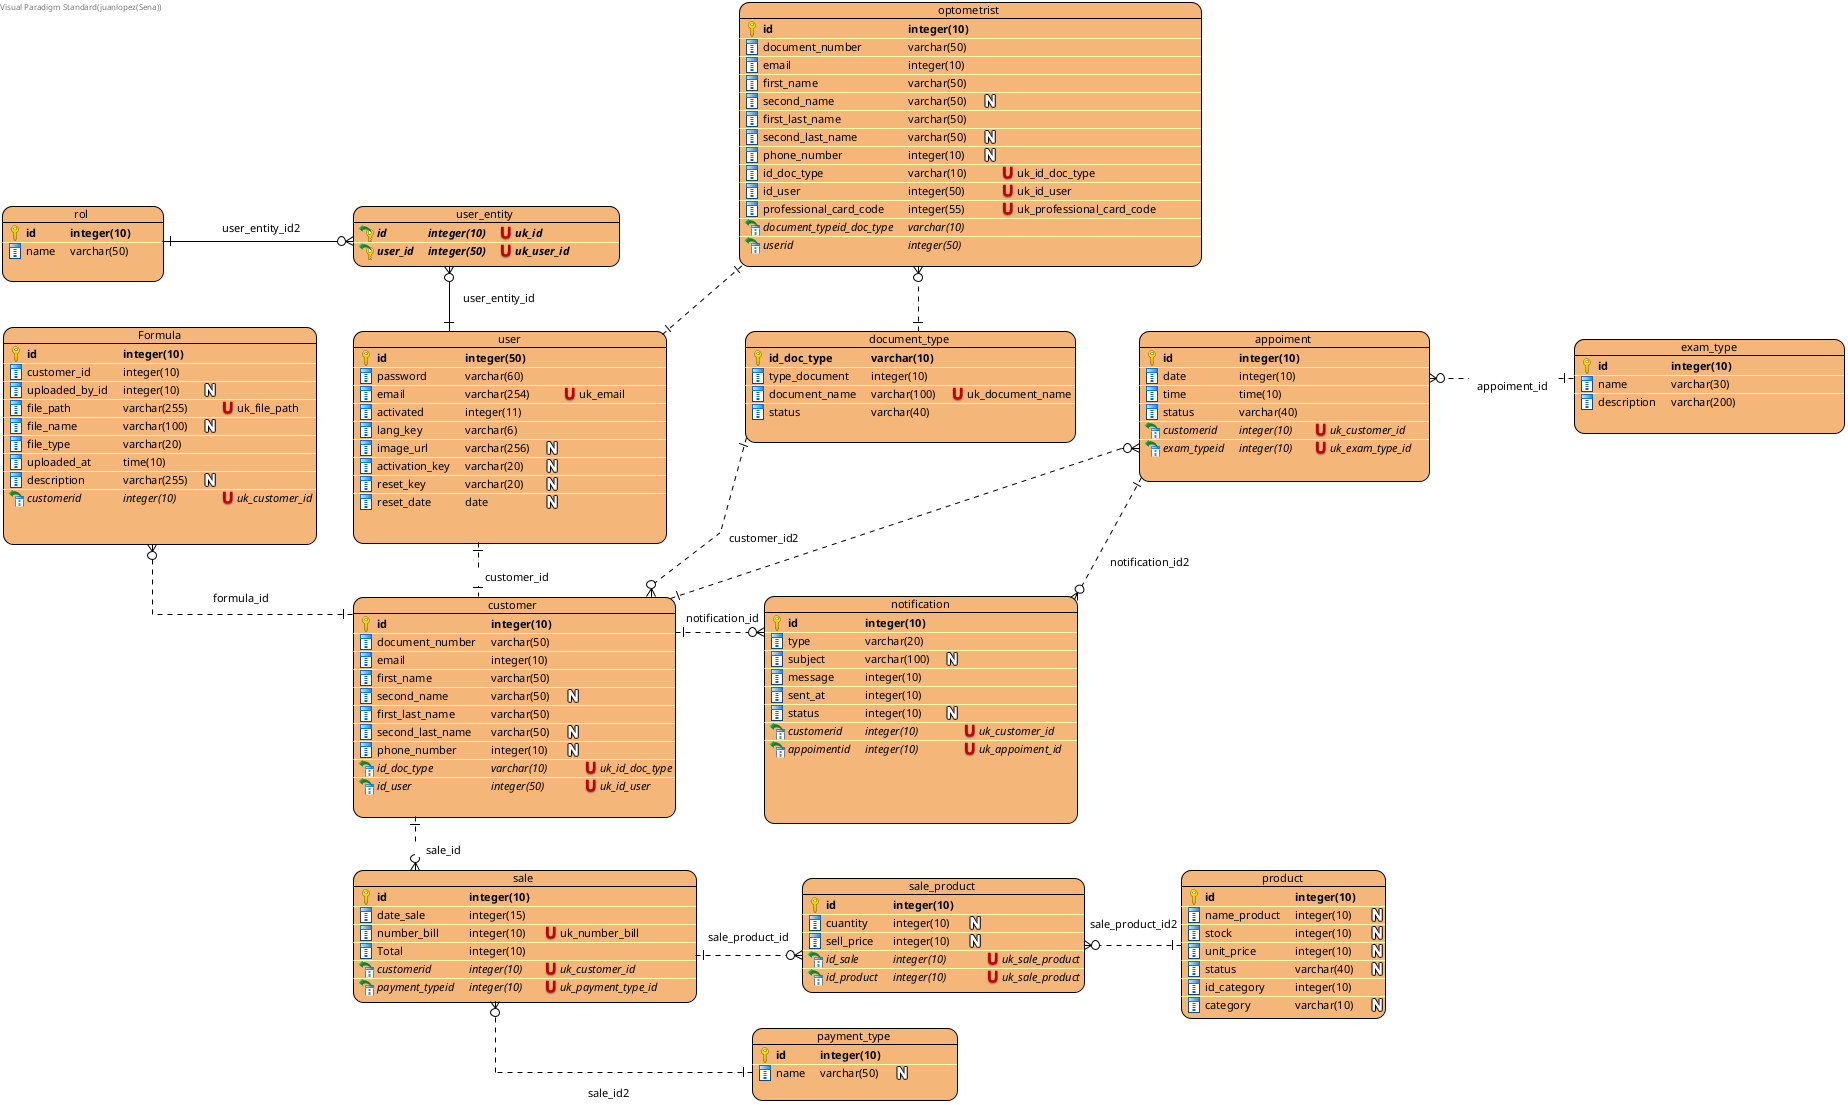 Visual Paradigm Standard(juanlopez(Sena))
optometrist
id integer(10)
document_number varchar(50)
email integer(10)
first_name varchar(50)
second_name varchar(50) N
first_last_name varchar(50)
second_last_name varchar(50) N
phone_number integer(10) N
id_doc_type varchar(10) U uk_id_doc_type
id_user integer(50) U uk_id_user
professional_card_code integer(55) U uk_professional_card_code
document_typeid_doc_type varchar(10)
userid integer(50)
rol
id integer(10)
name varchar(50)
user_entity_id2
user_entity
id integer(10) U uk_id
user_id integer(50) U uk_user_id
user_entity_id
Formula
id integer(10)
customer_id integer(10)
uploaded_by_id integer(10) N
file_path varchar(255) U uk_file_path
file_name varchar(100) N
file_type varchar(20)
uploaded_at time(10)
description varchar(255) N
customerid integer(10) U uk_customer_id
user
id integer(50)
password varchar(60)
email varchar(254) U uk_email
activated integer(11)
lang_key varchar(6)
image_url varchar(256) N
activation_key varchar(20) N
reset_key varchar(20) N
reset_date date N
document_type
id_doc_type varchar(10)
type_document integer(10)
document_name varchar(100) U uk_document_name
status varchar(40)
appoiment
id integer(10)
date integer(10)
time time(10)
status varchar(40)
customerid integer(10) U uk_customer_id
exam_typeid integer(10) U uk_exam_type_id
appoiment_id
exam_type
id integer(10)
name varchar(30)
description varchar(200)
customer_id2
notification_id2
customer_id
formula_id
customer
id integer(10)
document_number varchar(50)
email integer(10)
first_name varchar(50)
second_name varchar(50) N
first_last_name varchar(50)
second_last_name varchar(50) N
phone_number integer(10) N
id_doc_type varchar(10) U uk_id_doc_type
id_user integer(50) U uk_id_user
notification_id
notification
id integer(10)
type varchar(20)
subject varchar(100) N
message integer(10)
sent_at integer(10)
status integer(10) N
customerid integer(10) U uk_customer_id
appoimentid integer(10) U uk_appoiment_id
sale_id
sale
id integer(10)
date_sale integer(15)
number_bill integer(10) U uk_number_bill
Total integer(10)
customerid integer(10) U uk_customer_id
payment_typeid integer(10) U uk_payment_type_id
sale_product_id
sale_product
id integer(10)
cuantity integer(10) N
sell_price integer(10) N
id_sale integer(10) U uk_sale_product
id_product integer(10) U uk_sale_product
sale_product_id2
product
id integer(10)
name_product integer(10) N
stock integer(10) N
unit_price integer(10) N
status varchar(40) N
id_category integer(10)
category varchar(10) N
payment_type
id integer(10)
name varchar(50) N
sale_id2